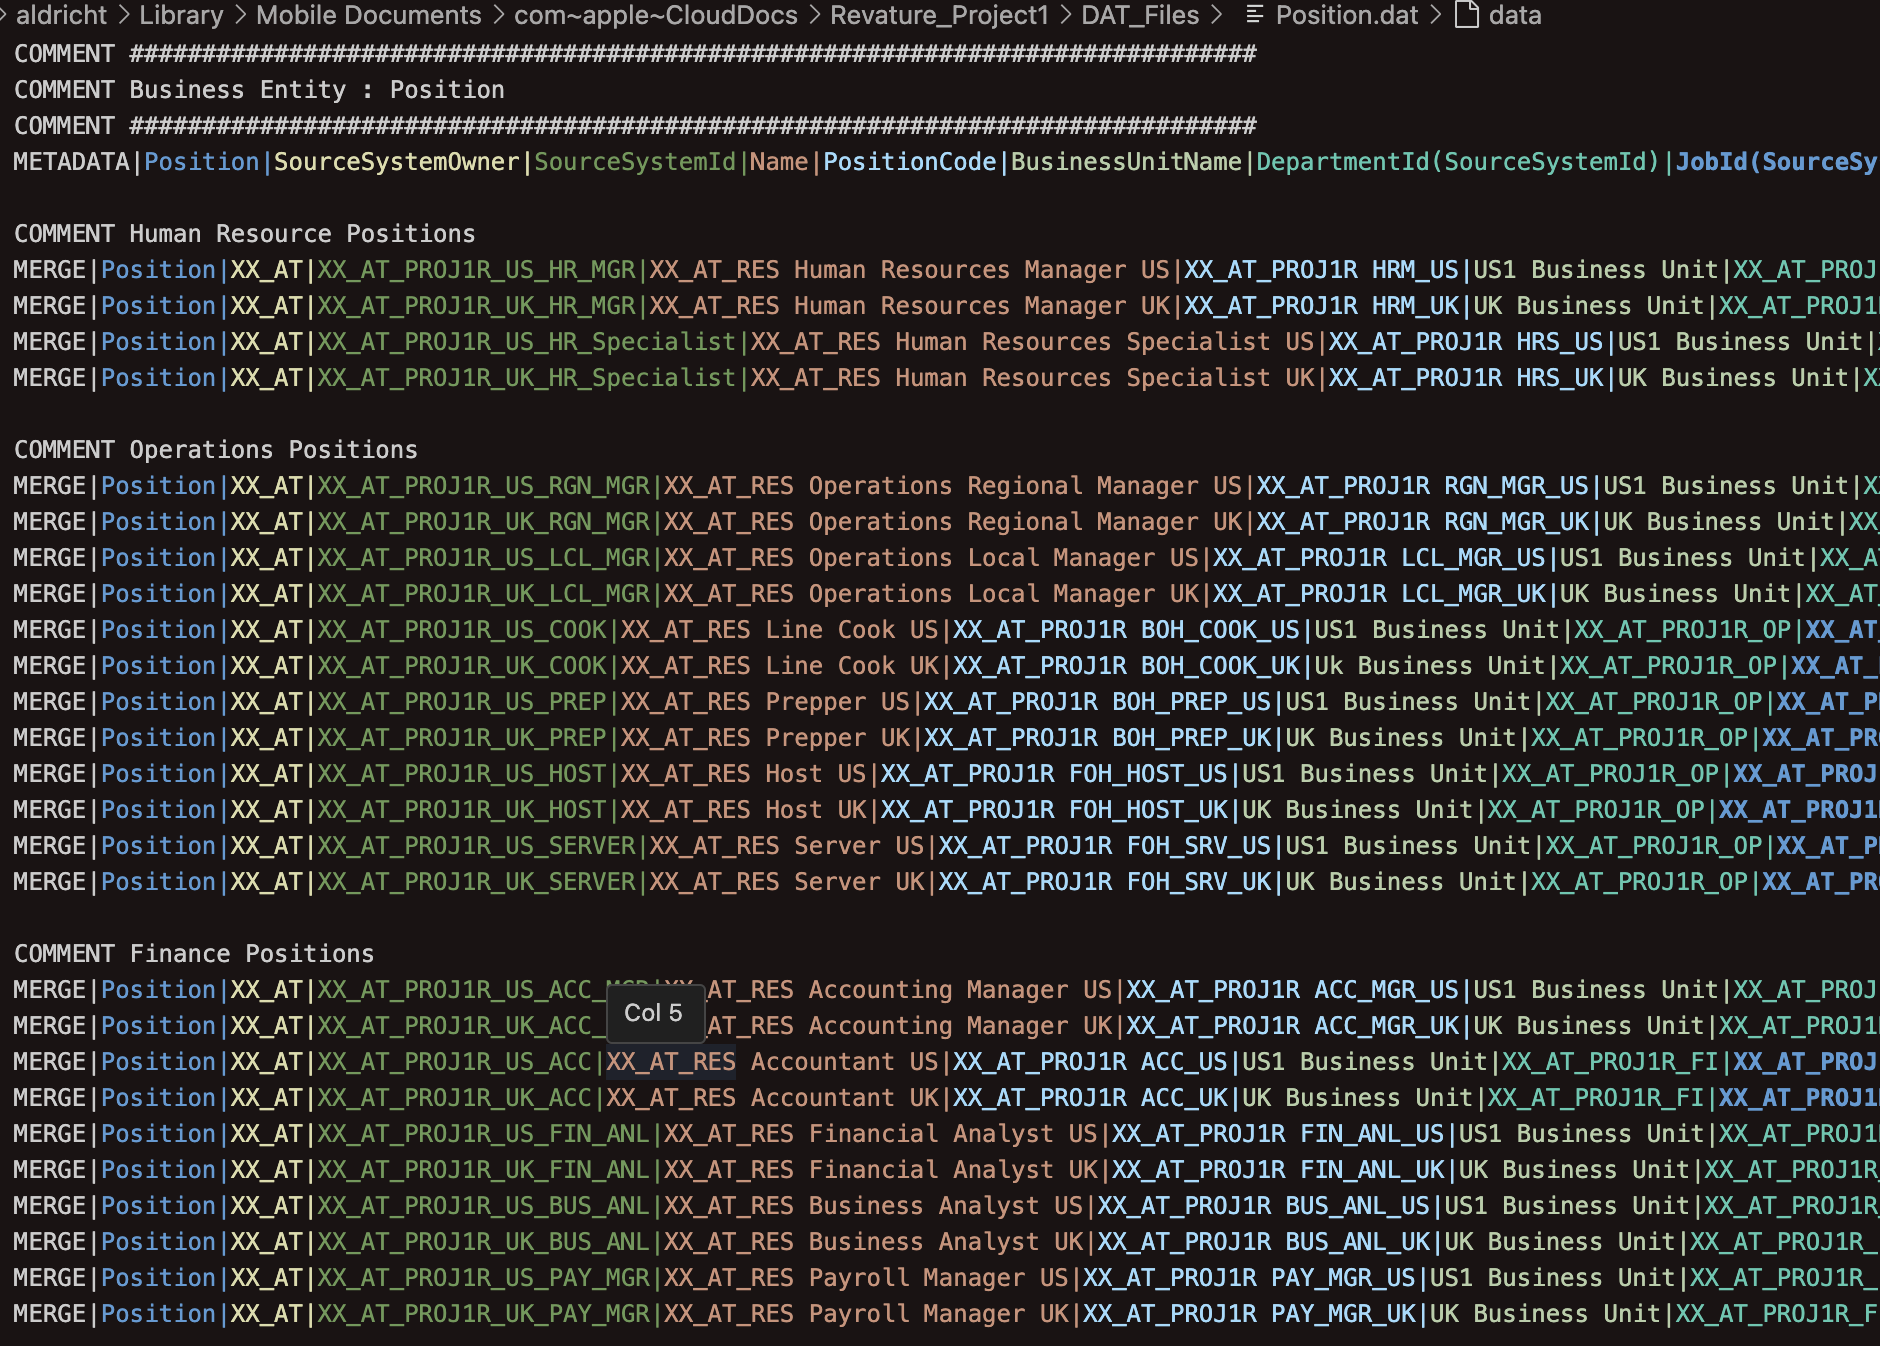 aldricht > Library > Mobile Documents > com~apple~CloudDocs > Revature_Project1 > DAT_Files > Position.dat > data
COMMENT ##############################################################################
COMMENT Business Entity : Position
COMMENT ##############################################################################
METADATA|Position|SourceSystemOwner|SourceSystemId|Name|PositionCode|BusinessUnitName|DepartmentId(SourceSystemId)|JobId(SourceSy
COMMENT Human Resource Positions
MERGE|Position|XX_AT|XX_AT_PROJ1R_US_HR_MGR|XX_AT_RES Human Resources Manager US|XX_AT_PROJ1R HRM_US|US1 Business Unit|XX_AT_PROJ
MERGE|Position|XX_AT|XX_AT_PROJ1R_UK_HR_MGR|XX_AT_RES Human Resources Manager UK|XX_AT_PROJ1R HRM_UK|UK Business Unit|XX_AT_PROJ1
MERGE|Position|XX_AT|XX_AT_PROJ1R_US_HR_Specialist|XX_AT_RES Human Resources Specialist US|XX_AT_PROJ1R HRS_US|US1 Business Unit|
MERGE|Position|XX_AT|XX_AT_PROJ1R_UK_HR_Specialist|XX_AT_RES Human Resources Specialist UK|XX_AT_PROJ1R HRS_UK|UK Business Unit|X
COMMENT Operations Positions
MERGE|Position|XX_AT|XX_AT_PROJ1R_US_RGN_MGR|XX_AT_RES Operations Regional Manager US|XX_AT_PROJ1R RGN_MGR_US|US1 Business Unit|X
MERGE|Position|XX_AT|XX_AT_PROJ1R_UK_RGN_MGR|XX_AT_RES Operations Regional Manager UK|XX_AT_PROJ1R RGN_MGR_UK|UK Business Unit|XX_
MERGE|Position|XX_AT|XX_AT_PROJ1R_US_LCL_MGR|XX_AT_RES Operations Local Manager US|XX_AT_PROJ1R LCL_MGR_US|US1 Business Unit|XX_A
MERGE|Position|XX_AT|XX_AT_PROJ1R_UK_LCL_MGR|XX_AT_RES Operations Local Manager UK|XX_AT_PROJ1R LCL_MGR_UK|UK Business Unit|XX_AT_
MERGE|Position|XX_AT|XX_AT_PROJ1R_US_COOK|XX_AT_RES Line Cook US|XX_AT_PROJ1R BOH_COOK_US|US1 Business Unit|XX_AT_PROJ1R_OP|XX_AT_
MERGE|Position|XX_AT|XX_AT_PROJ1R_UK_COOK|XX_AT_RES Line Cook UK|XX_AT_PROJ1R BOH_COOK_UK|Uk Business Unit|XX_AT_PROJ1R_OP|XX_AT_
MERGE|Position|XX_AT|XX_AT_PROJ1R_US_PREP|XX_AT_RES Prepper US|XX_AT_PROJ1R BOH_PREP_US|US1 Business Unit|XX_AT_PROJ1R_OP|XX_AT_P
MERGE|Position|XX_AT|XX_AT_PROJ1R_UK_PREP|XX_AT_RES Prepper UK|XX_AT_PROJ1R BOH_PREP_UK|UK Business Unit|XX_AT_PROJ1R_OP|XX_AT_PR
MERGE|Position|XX_AT|XX_AT_PROJ1R_US_HOST|XX_AT_RES Host US|XX_AT_PROJ1R FOH_HOST_US|US1 Business Unit|XX_AT_PROJ1R_OP|XX_AT_PROJ
MERGE|Position|XX_AT|XX_AT_PROJ1R_UK_HOST|XX_AT_RES Host UK|XX_AT_PROJ1R FOH_HOST_UK|UK Business Unit|XX_AT_PROJ1R_OP|XX_AT_PROJ1
MERGE|Position|XX_AT|XX_AT_PROJ1R_US_SERVER|XX_AT_RES Server US|XX_AT_PROJ1R FOH_SRV_US|US1 Business Unit|XX_AT_PROJ1R_OP|XX_AT_P
MERGE|Position|XX_AT|XX_AT_PROJ1R_UK_SERVER|XX_AT_RES Server UK|XX_AT_PROJ1R FOH_SRV_UK|UK Business Unit|XX_AT_PROJ1R_OP|XX_AT_PR
COMMENT Finance Positions
MERGE|Position|XX_AT|XX_AT_PROJ1R_US_ACC_MGR|XX_AT_RES Accounting Manager US|XX_AT_PROJ1R ACC_MGR_US|US1 Business Unit|XX_AT_PROJ
Col 5
MERGE|Position|XX_AT|XX_AT_PROJ1R_UK_ACC_ AT_RES Accounting Manager UK|XX_AT_PROJ1R ACC_MGR_UK|UK Business Unit|XX_AT_PROJ1
MERGE|Position|XX_AT|XX_AT_PROJ1R_US_ACC|XX_AT_RES Accountant US|XX_AT_PROJ1R ACC_US|US1 Business Unit|XX_AT_PROJ1R_FI|XX_AT_PROJ
MERGE|Position|XX_AT|XX_AT_PROJ1R_UK_ACC|XX_AT_RES Accountant UK|XX_AT_PROJ1R ACC_UK|UK Business Unit|XX_AT_PROJ1R_FI|XX_AT_PROJ1
MERGE|Position|XX_AT|XX_AT_PROJ1R_US_FIN_ANL|XX_AT_RES Financial Analyst US|XX_AT_PROJ1R FIN_ANL_US|US1 Business Unit|XX_AT_PROJ1
MERGE|Position|XX_AT|XX_AT_PROJ1R_UK_FIN_ANL|XX_AT_RES Financial Analyst UK|XX_AT_PROJ1R FIN_ANL_UK|UK Business Unit|XX_AT_PROJ1R_
MERGE|Position|XX_AT|XX_AT_PROJ1R_US_BUS_ANL|XX_AT_RES Business Analyst US|XX_AT_PROJ1R BUS_ANL_US|US1 Business Unit|XX_AT_PROJ1R_
MERGE|Position|XX_AT|XX_AT_PROJ1R_UK_BUS_ANL|XX_AT_RES Business Analyst UK|XX_AT_PROJ1R BUS_ANL_UK|UK Business Unit|XX_AT_PROJ1R_
MERGE|Position|XX_AT|XX_AT_PROJ1R_US_PAY_MGR|XX_AT_RES Payroll Manager US|XX_AT_PROJ1R PAY_MGR_US|US1 Business Unit|XX_AT_PROJ1R_
MERGE|Position|XX_AT|XX_AT_PROJ1R_UK_PAY_MGR|XX_AT_RES Payroll Manager UK|XX_AT_PROJ1R PAY_MGR_UK|UK Business Unit|XX_AT_PROJ1R_F